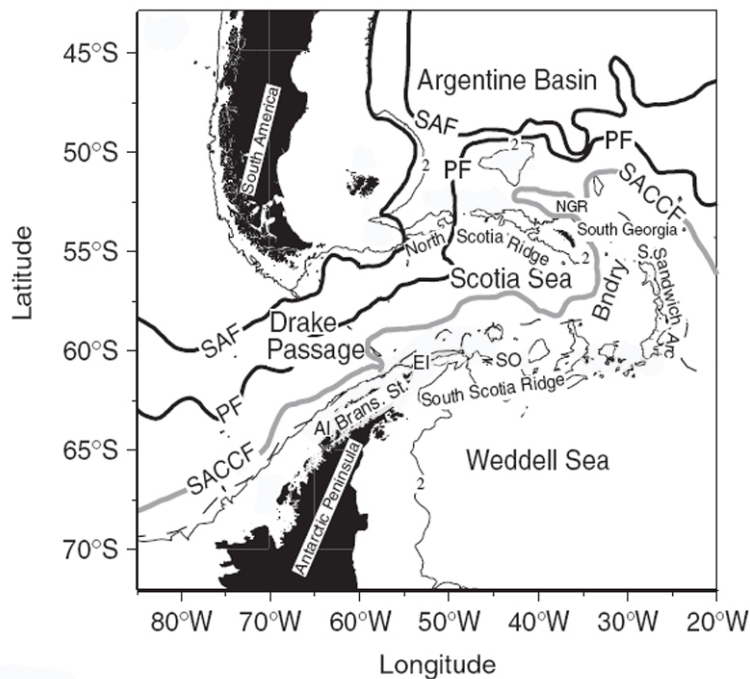 45°S
50°S
55°S
60°S
65°S
70°S
Latitude
80°W
70°W
60°W
50°W
40°W
30°W
20°W
Longitude
South America
Argentine Basin
SAF
PF
PF
2
2
SACCF
NGR
South Georgia
North Scotia Ridge
2
S. Sandwich Arc
Bndry
Scotia Sea
SAF
Drake
Passage
PF
EI
SO
South Scotia Ridge
Al Brans. St.
SACCF
Antarctic Peninsula
Weddell Sea
2